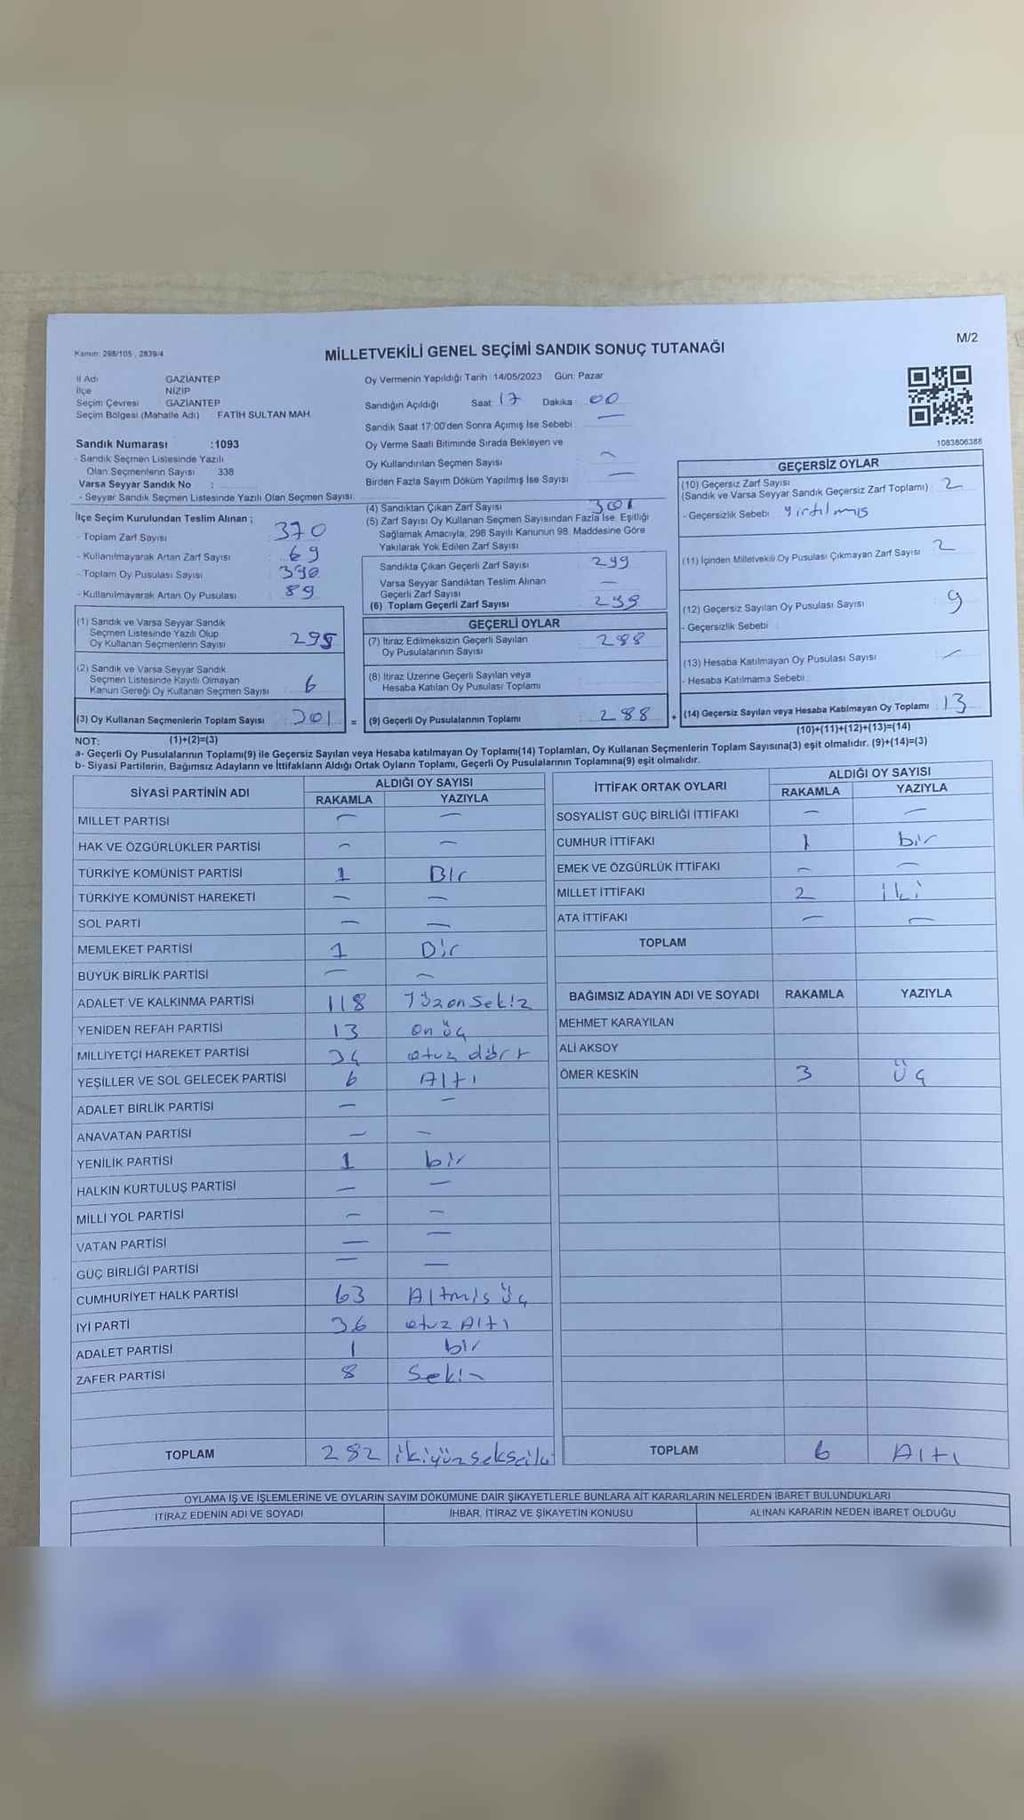 Kanun: 298/105, 2839/4
MİLLETVEKİLİ GENEL SEÇİMİ SANDIK SONUÇ TUTANAĞI
M/2
İl Adı GAZİANTEP
İlçe NİZİP
Seçim Çevresi GAZİANTEP
Seçim Bölgesi (Mahalle Adı) FATİH SULTAN MAH.
Sandık Numarası :1093
- Sandık Seçmen Listesinde Yazılı
Olan Seçmenlerin Sayısı 338
Varsa Seyyar Sandık No :
- Seyyar Sandık Seçmen Listesinde Yazılı Olan Seçmen Sayısı:
İlçe Seçim Kurulundan Teslim Alınan ;
- Toplam Zarf Sayısı 370
- Kullanılmayarak Artan Zarf Sayısı : 69
- Toplam Oy Pusulası Sayısı : 390
- Kullanılmayarak Artan Oy Pusulası : 89
(1) Sandık ve Varsa Seyyar Sandık
Seçmen Listesinde Yazılı Olup
Oy Kullanan Seçmenlerin Sayısı 295
(2) Sandık ve Varsa Seyyar Sandık
Seçmen Listesinde Kayıtlı Olmayan
Kanun Gereği Oy Kullanan Seçmen Sayısı 6
(3) Oy Kullanan Seçmenlerin Toplam Sayısı 301 =
(1)+(2)=(3)
Oy Vermenin Yapıldığı Tarih :14/05/2023 Gün: Pazar
Sandığın Açıldığı Saat 17 Dakika 00
Sandık Saat 17:00'den Sonra Açımış İse Sebebi —
Oy Verme Saati Bitiminde Sırada Bekleyen ve
Oy Kullandırılan Seçmen Sayısı —
Birden Fazla Sayım Döküm Yapılmış İse Sayısı —
(4) Sandıktan Çıkan Zarf Sayısı 301
(5) Zarf Sayısı Oy Kullanan Seçmen Sayısından Fazla İse, Eşitliği
Sağlamak Amacıyla, 298 Sayılı Kanunun 98. Maddesine Göre
Yakılarak Yok Edilen Zarf Sayısı
Sandıkta Çıkan Geçerli Zarf Sayısı 299
Varsa Seyyar Sandıktan Teslim Alınan
Geçerli Zarf Sayısı —
(6) Toplam Geçerli Zarf Sayısı 299
GEÇERLİ OYLAR
(7) İtiraz Edilmeksizin Geçerli Sayılan
Oy Pusulalarının Sayısı 288
(8) İtiraz Üzerine Geçerli Sayılan veya
Hesaba Katılan Oy Pusulası Toplamı
(9) Geçerli Oy Pusulalarının Toplamı 288 +
1083806388
GEÇERSİZ OYLAR
(10) Geçersiz Zarf Sayısı 2
(Sandık ve Varsa Seyyar Sandık Geçersiz Zarf Toplamı)
- Geçersizlik Sebebi yırtılmış
(11) İçinden Milletvekili Oy Pusulası Çıkmayan Zarf Sayısı 2
(12) Geçersiz Sayılan Oy Pusulası Sayısı 9
- Geçersizlik Sebebi :
(13) Hesaba Katılmayan Oy Pusulası Sayısı —
- Hesaba Katılmama Sebebi :
(14) Geçersiz Sayılan veya Hesaba Katılmayan Oy Toplamı 13
(10)+(11)+(12)+(13)=(14)
NOT:
a- Geçerli Oy Pusulalarının Toplamı(9) ile Geçersiz Sayılan veya Hesaba katılmayan Oy Toplamı(14) Toplamları, Oy Kullanan Seçmenlerin Toplam Sayısına(3) eşit olmalıdır. (9)+(14)=(3)
b- Siyasi Partilerin, Bağımsız Adayların ve İttifakların Aldığı Ortak Oyların Toplamı, Geçerli Oy Pusulalarının Toplamına(9) eşit olmalıdır.
SİYASİ PARTİNİN ADI ALDIĞI OY SAYISI
RAKAMLA YAZIYLA
MİLLET PARTİSİ — —
HAK VE ÖZGÜRLÜKLER PARTİSİ — —
TÜRKİYE KOMÜNİST PARTİSİ 1 Bir
TÜRKİYE KOMÜNİST HAREKETİ — —
SOL PARTİ — —
MEMLEKET PARTİSİ 1 Bir
BÜYÜK BİRLİK PARTİSİ — —
ADALET VE KALKINMA PARTİSİ 118 Yüzonsekiz
YENİDEN REFAH PARTİSİ 13 on üç
MİLLİYETÇİ HAREKET PARTİSİ 34 otuz dört
YEŞİLLER VE SOL GELECEK PARTİSİ 6 Altı
ADALET BİRLİK PARTİSİ — —
ANAVATAN PARTİSİ — —
YENİLİK PARTİSİ 1 bir
HALKIN KURTULUŞ PARTİSİ — —
MİLLİ YOL PARTİSİ — —
VATAN PARTİSİ — —
GÜÇ BİRLİĞİ PARTİSİ — —
CUMHURİYET HALK PARTİSİ 63 Altmış üç
İYİ PARTİ 36 otuz Altı
ADALET PARTİSİ 1 bir
ZAFER PARTİSİ 8
TOPLAM 282
İTTİFAK ORTAK OYLARI ALDIĞI OY SAYISI
RAKAMLA YAZIYLA
SOSYALİST GÜÇ BİRLİĞİ İTTİFAKI — —
CUMHUR İTTİFAKI 1 bir
EMEK VE ÖZGÜRLÜK İTTİFAKI — —
MİLLET İTTİFAKI 2 iki
ATA İTTİFAKI — —
TOPLAM
BAĞIMSIZ ADAYIN ADI VE SOYADI RAKAMLA YAZIYLA
MEHMET KARAYILAN
ALİ AKSOY
ÖMER KESKİN 3 üç
TOPLAM 6 Altı
OYLAMA İŞ VE İŞLEMLERİNE VE OYLARIN SAYIM DÖKÜMÜNE DAİR ŞİKAYETLERLE BUNLARA AİT KARARLARIN NELERDEN İBARET BULUNDUKLARI
İTİRAZ EDENİN ADI VE SOYADI İHBAR, İTİRAZ VE ŞİKAYETİN KONUSU ALINAN KARARIN NEDEN İBARET OLDUĞU